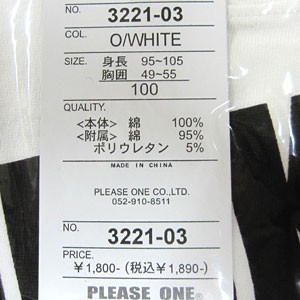 NO. 3221-03
COL. O/WHITE
SIZE. 身長 95~105
胸囲 49~55
100
QUALITY.
<本体> 綿 100%
<付属> 綿 95%
ポリウレタン 5%
MADE IN CHINA
PLEASE ONE CO.,LTD.
052-910-8511
NO. 3221-03
PRICE.
¥1,800-(税込¥1,890-)
PLEASE ONE®